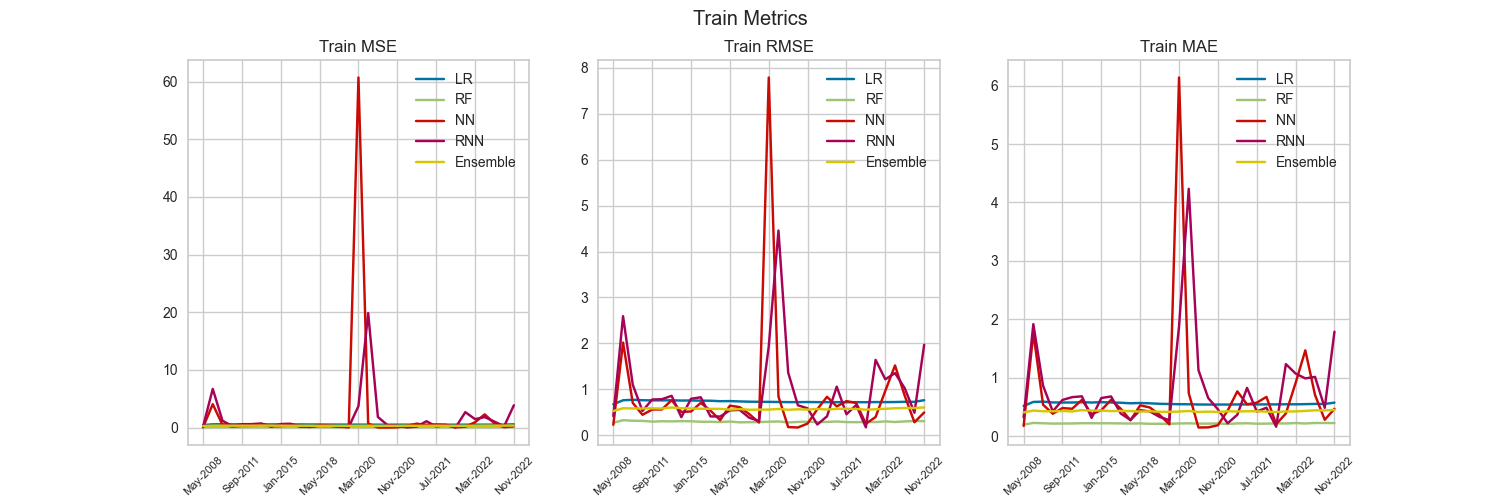 Train Metrics
Train MSE
60
50
40
30
20
10
0
LR
RF
NN
RNN
Ensemble
May-2008
Sep-2011
Jan-2015
May-2018
Mar-2020
Nov-2020
Jul-2021
Mar-2022
Nov-2022
Train RMSE
8
7
6
5
4
3
2
1
0
LR
RF
NN
RNN
Ensemble
May-2008
Sep-2011
Jan-2015
May-2018
Mar-2020
Nov-2020
Jul-2021
Mar-2022
Nov-2022
Train MAE
6
5
4
3
2
1
0
LR
RF
NN
RNN
Ensemble
May-2008
Sep-2011
Jan-2015
May-2018
Mar-2020
Nov-2020
Jul-2021
Mar-2022
Nov-2022